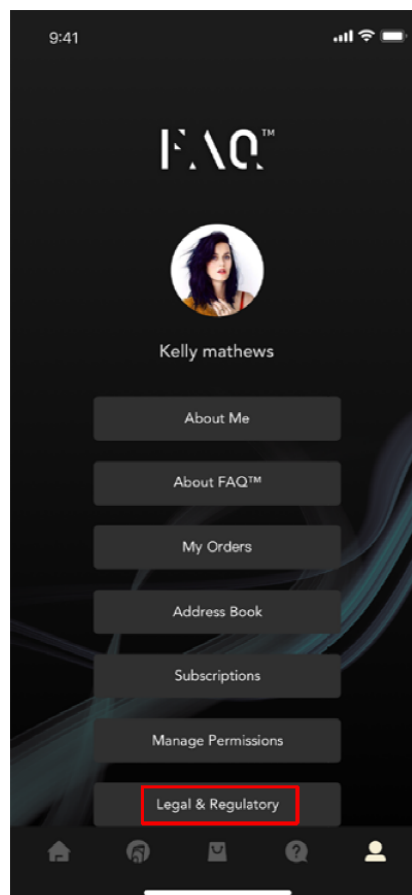 9:41
FAQ™
Kelly mathews
About Me
About FAQ™
My Orders
Address Book
Subscriptions
Manage Permissions
Legal & Regulatory
?